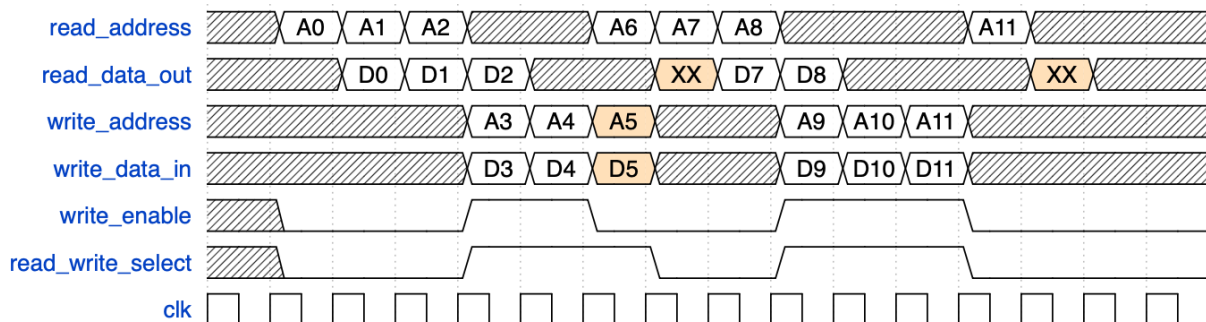 read_address A0 A1 A2 A6 A7 A8 A11
read_data_out D0 D1 D2 XX D7 D8 XX
write_address A3 A4 A5 A9 A10 A11
write_data_in D3 D4 D5 D9 D10 D11
write_enable
read_write_select
clk